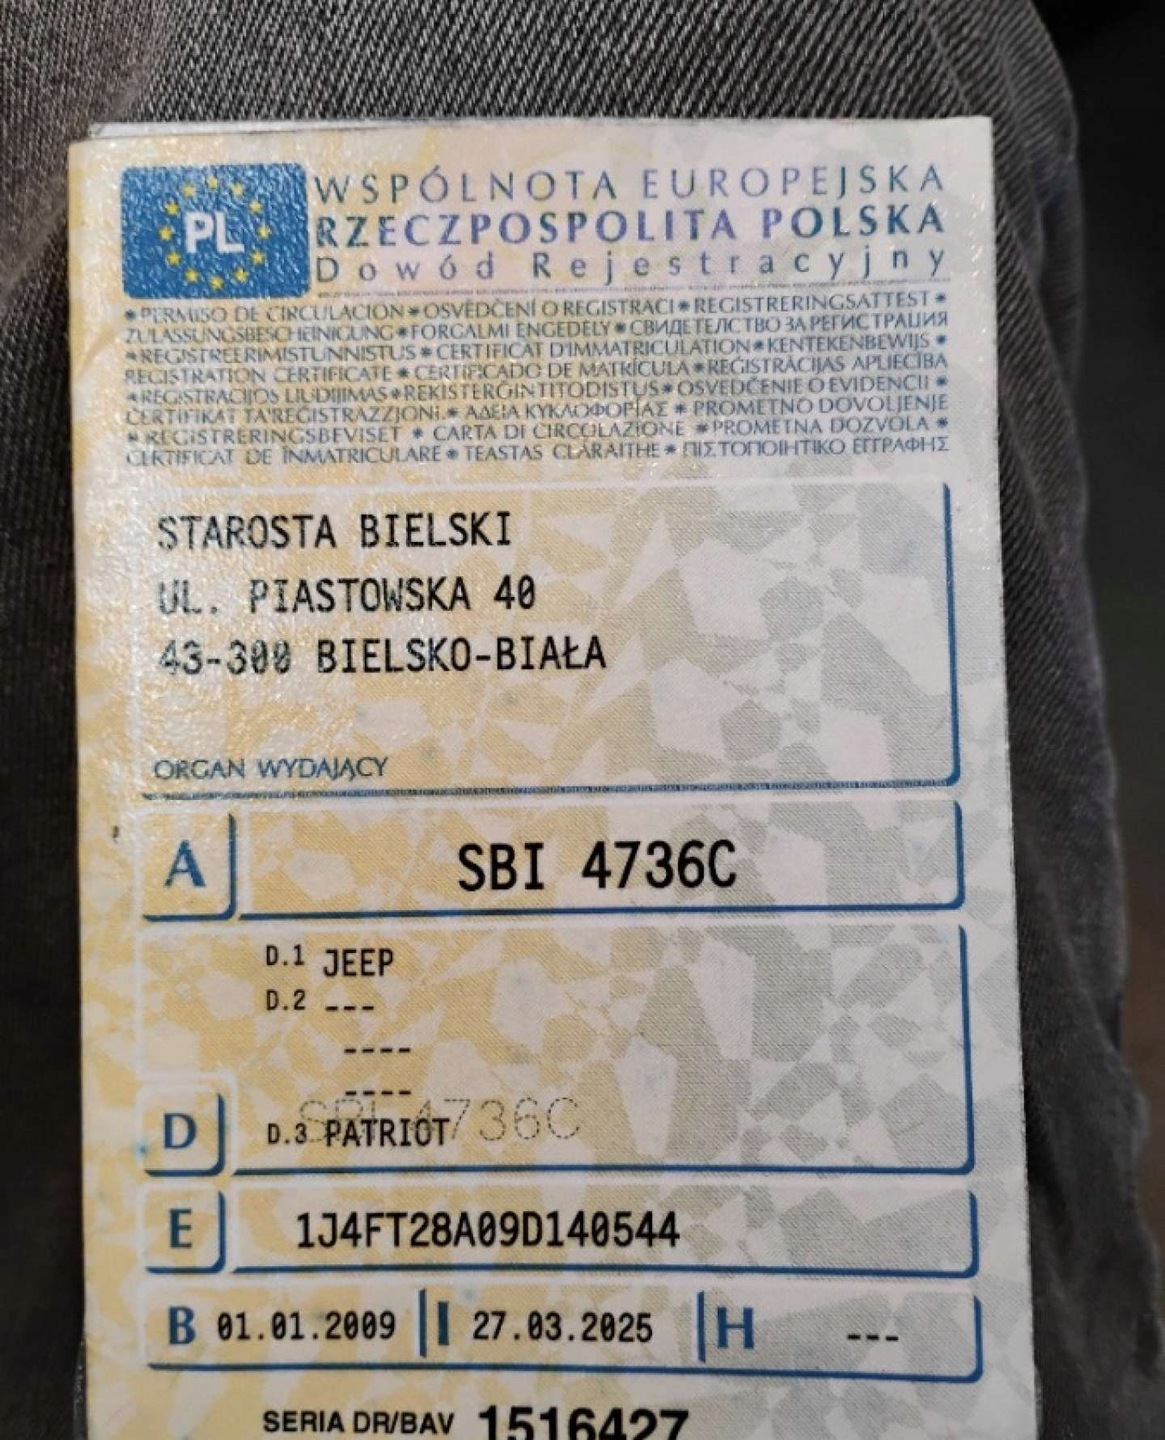 PL
WSPÓLNOTA EUROPEJSKA
RZECZPOSPOLITA POLSKA
Dowód Rejestracyjny
* PERMISO DE CIRCULACIÓN * OSVĚDČENÍ O REGISTRACI * REGISTRERINGSATTEST *
ZULASSUNGSBESCHEINIGUNG * FORGALMI ENGEDÉLY * СВИДЕТЕЛСТВО ЗА РЕГИСТРАЦИЯ
* REGISTREERIMISTUNNISTUS * CERTIFICAT D'IMMATRICULATION * KENTEKENBEWIJS *
REGISTRATION CERTIFICATE * CERTIFICADO DE MATRÍCULA * REGISTRĀCIJAS APLIECĪBA
* REGISTRACIJOS LIUDIJIMAS * REKISTERÖINTITODISTUS * OSVEDČENIE O EVIDENCII *
ĊERTIFIKAT TA'REĠISTRAZZJONI * ΑΔΕΙΑ ΚΥΚΛΟΦΟΡΙΑΣ * PROMETNO DOVOLJENJE
* REGISTRERINGSBEVISET * CARTA DI CIRCOLAZIONE * PROMETNA DOZVOLA *
CERTIFICAT DE ÎNMATRICULARE * TEASTAS CLÁRAITHE * ΠΙΣΤΟΠΟΙΗΤΙΚΟ ΕΓΓΡΑΦΗΣ
STAROSTA BIELSKI
UL. PIASTOWSKA 40
43-300 BIELSKO-BIAŁA
ORGAN WYDAJĄCY
A SBI 4736C
D.1 JEEP
D.2 ---
----
----
SBI 4736C
D D.3 PATRIOT
E 1J4FT28A09D140544
B 01.01.2009 I 27.03.2025 H ---
SERIA DR/BAV 1516427